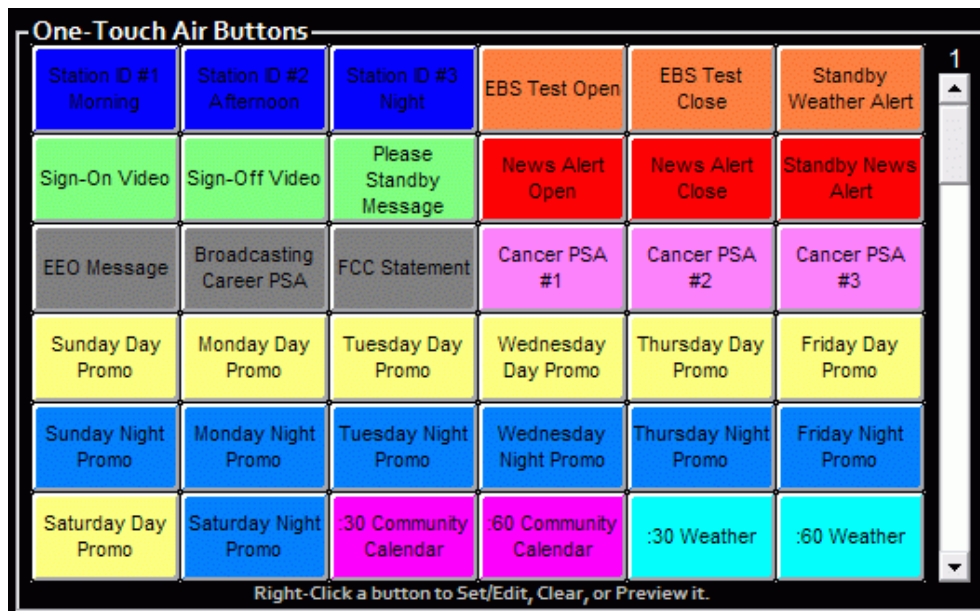 One-Touch Air Buttons
1
Station ID #1
Morning
Station ID #2
Afternoon
Station ID #3
Night
EBS Test Open
EBS Test
Close
Standby
Weather Alert
Sign-On Video
Sign-Off Video
Please
Standby
Message
News Alert
Open
News Alert
Close
Standby News
Alert
EEO Message
Broadcasting
Career PSA
FCC Statement
Cancer PSA
#1
Cancer PSA
#2
Cancer PSA
#3
Sunday Day
Promo
Monday Day
Promo
Tuesday Day
Promo
Wednesday
Day Promo
Thursday Day
Promo
Friday Day
Promo
Sunday Night
Promo
Monday Night
Promo
Tuesday Night
Promo
Wednesday
Night Promo
Thursday Night
Promo
Friday Night
Promo
Saturday Day
Promo
Saturday Night
Promo
:30 Community
Calendar
:60 Community
Calendar
:30 Weather
:60 Weather
Right-Click a button to Set/Edit, Clear, or Preview it.